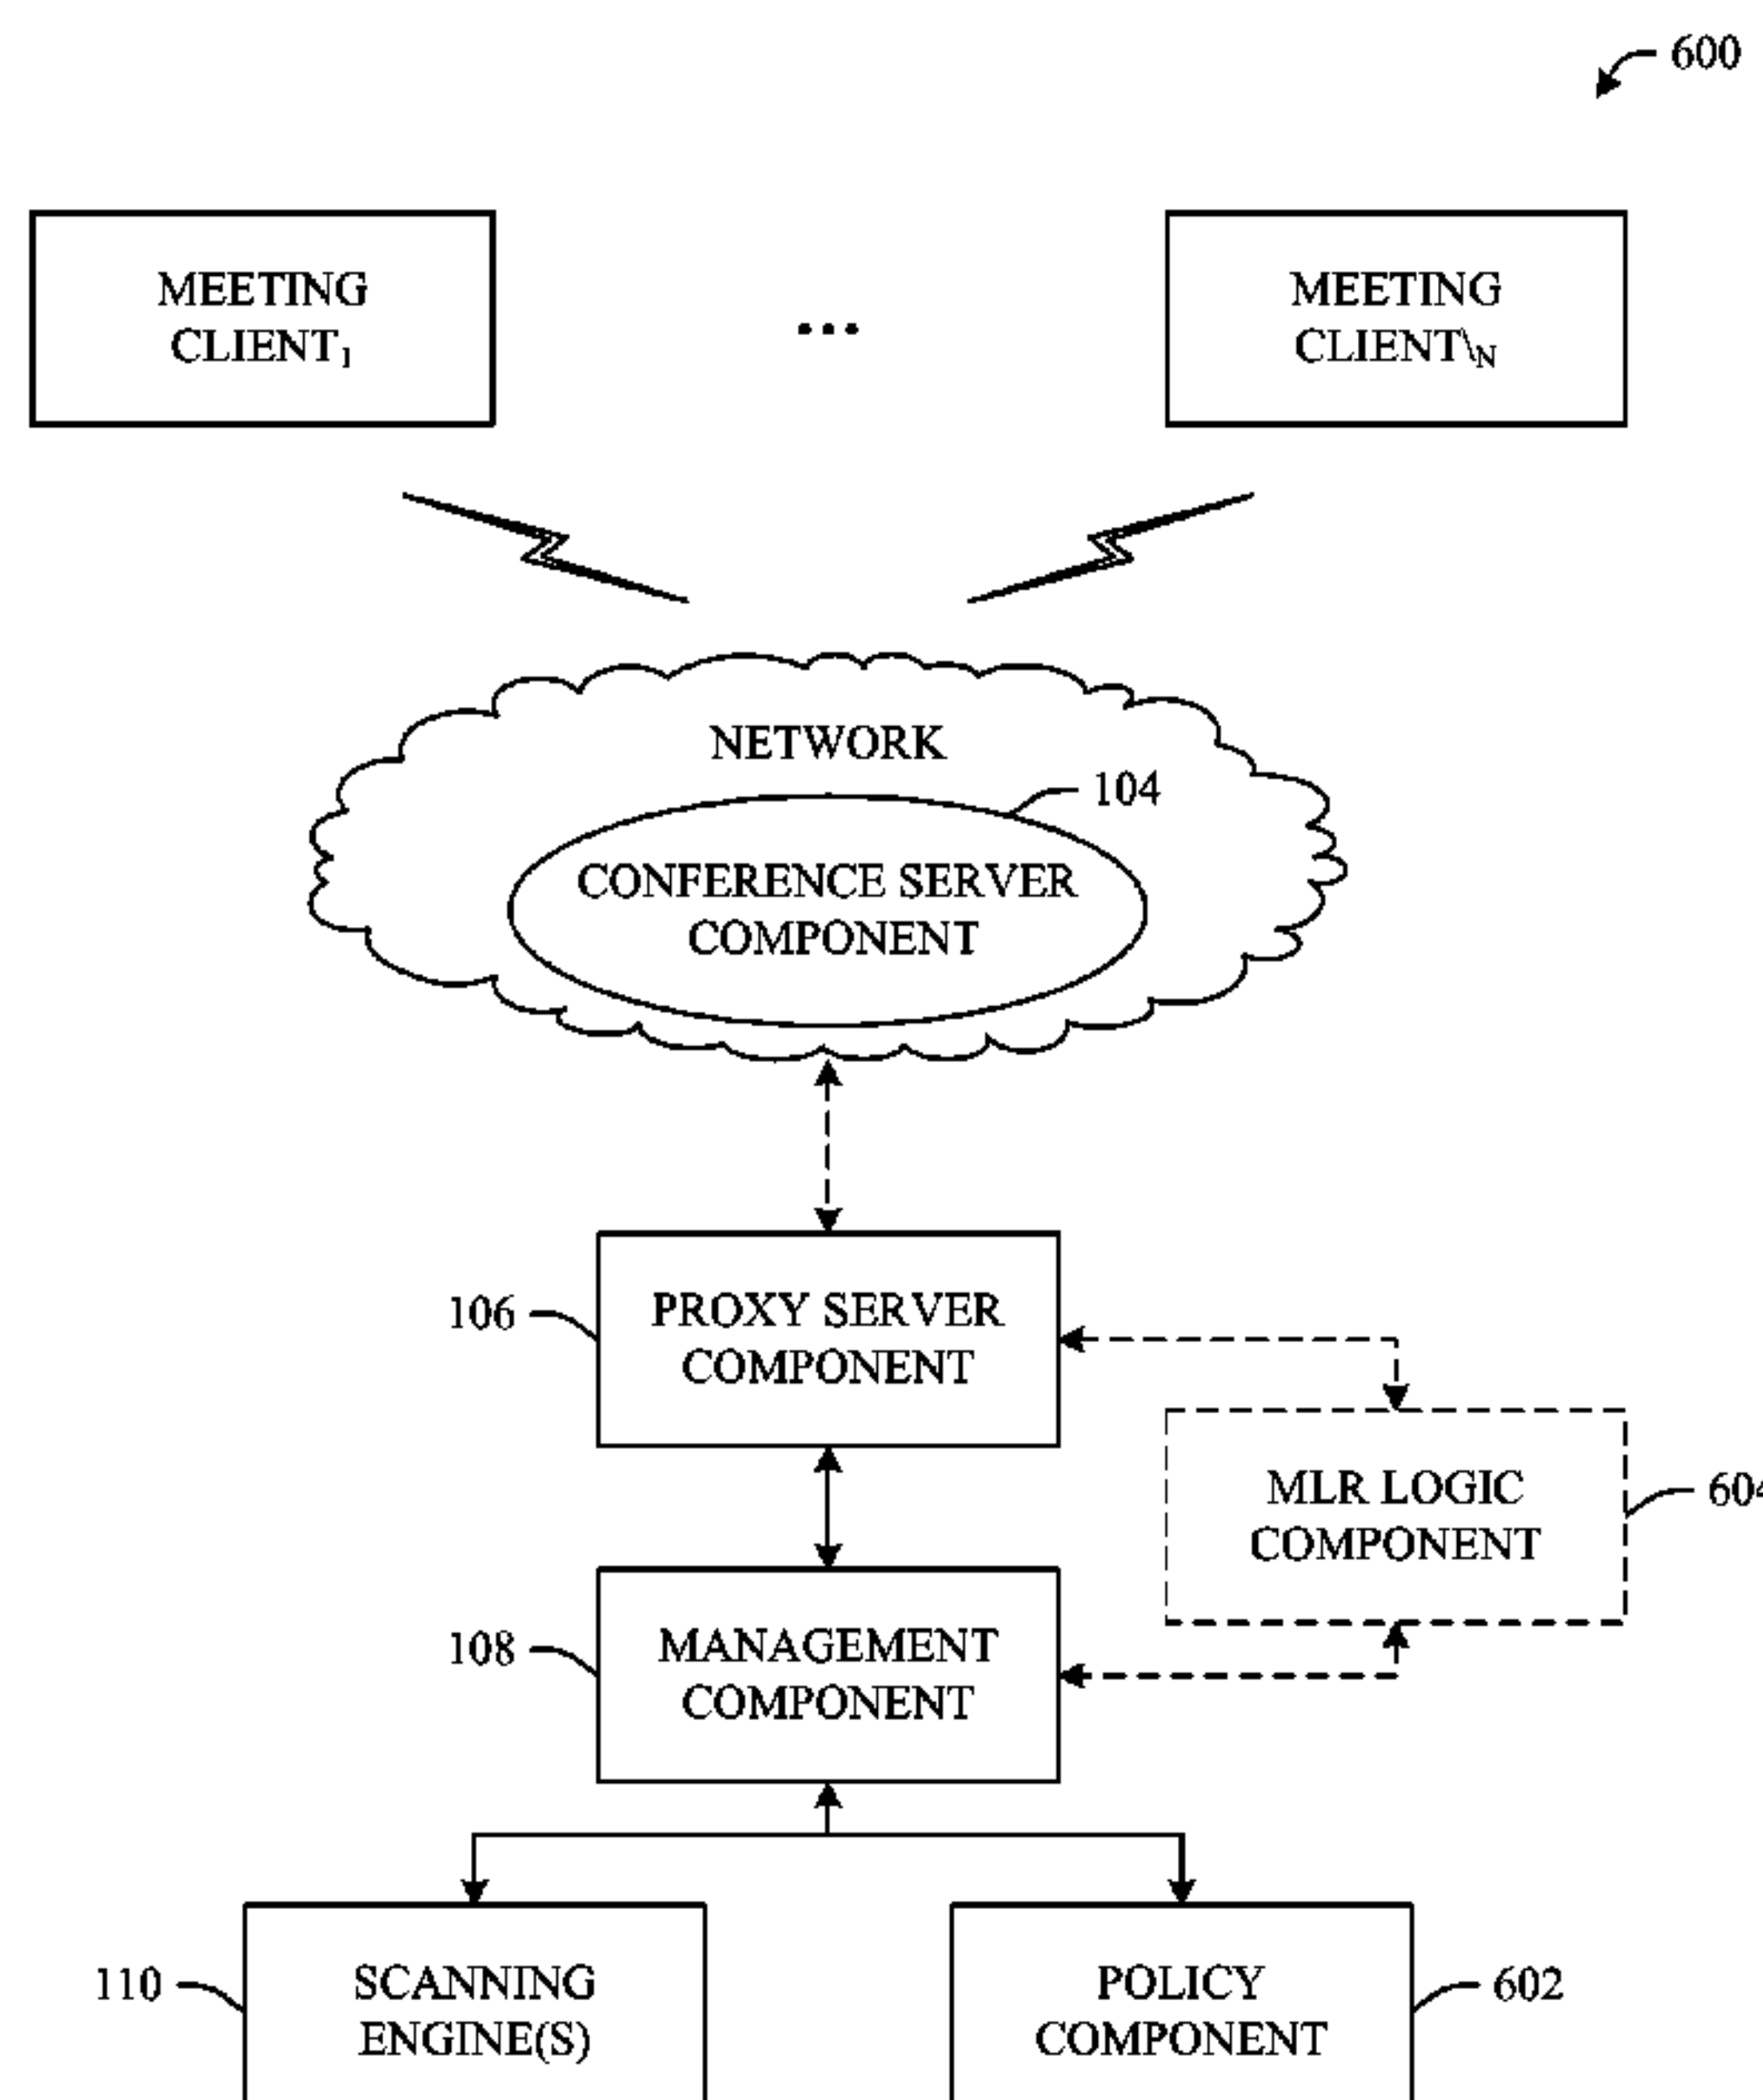 600
MEETING
CLIENT1
...
MEETING
CLIENT\N
NETWORK
104
CONFERENCE SERVER
COMPONENT
106
PROXY SERVER
COMPONENT
MLR LOGIC
COMPONENT
604
108
MANAGEMENT
COMPONENT
110
SCANNING
ENGINE(S)
POLICY
COMPONENT
602